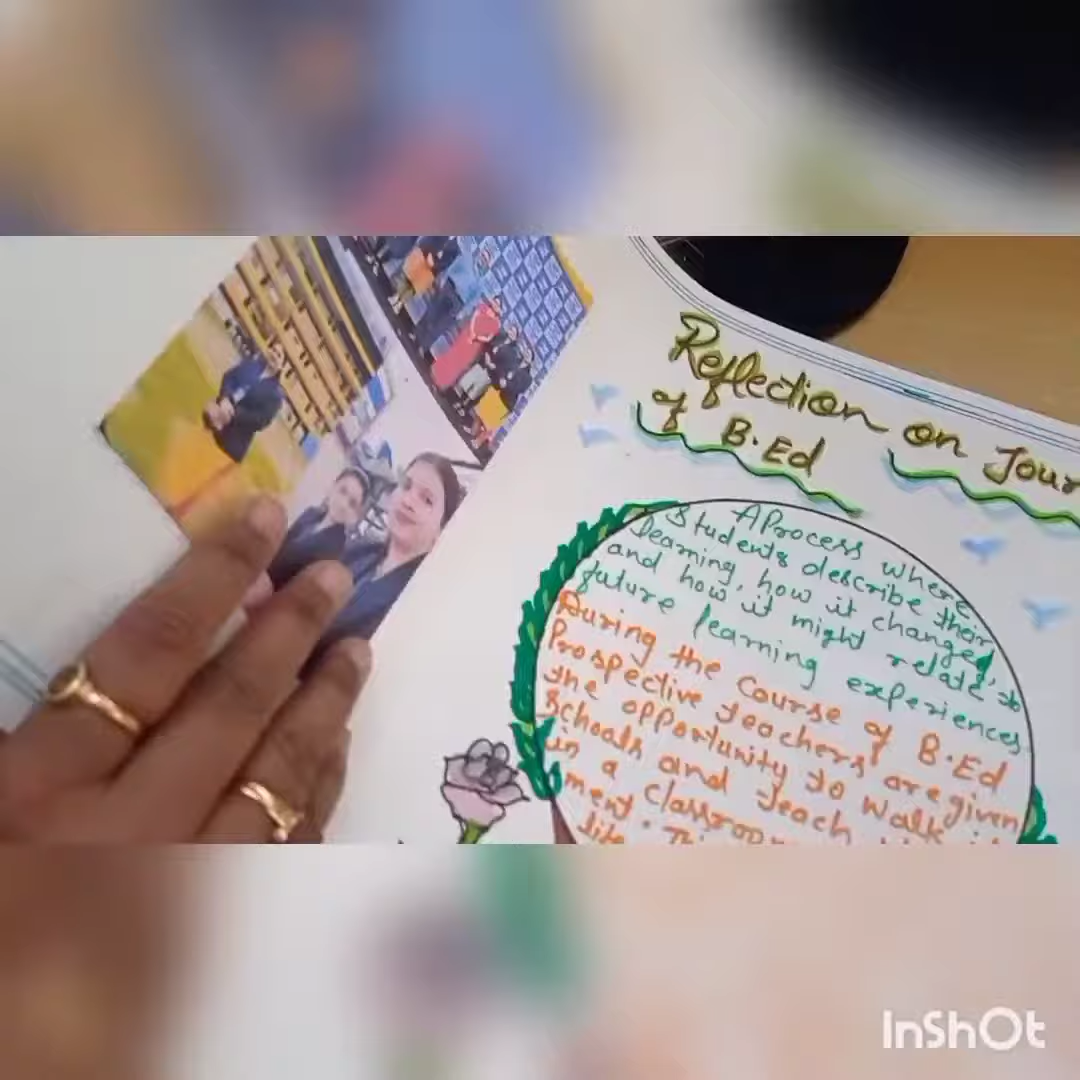 Reflection on Jour
of B.Ed
A Process where
Students describe their
learning, how it changed,
and how, it might relate to
future learning experiences.
During the Course of B.Ed
Prospective teachers are given
the opportunity to Walk
Schools and teach
in a Classroom
ment. Thi
life
InShOt